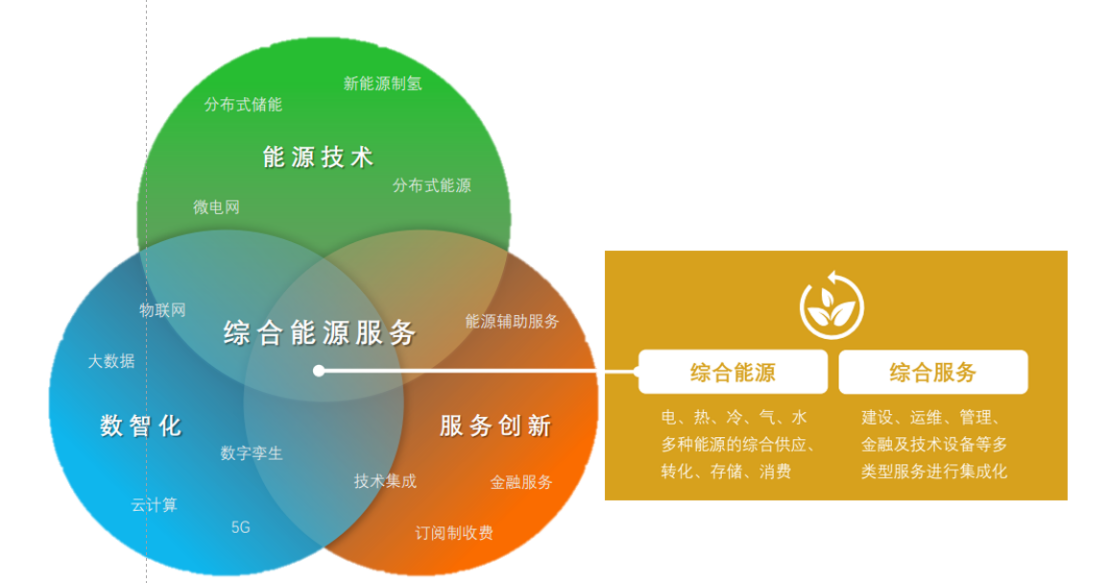 新能源制氢
分布式储能
能源技术
分布式能源
微电网
物联网
综合能源服务
能源辅助服务
大数据
数智化
服务创新
数字孪生
技术集成
金融服务
云计算
5G
订阅制收费
综合能源
电、热、冷、气、水
多种能源的综合供应、
转化、存储、消费
综合服务
建设、运维、管理、
金融及技术设备等多
类型服务进行集成化